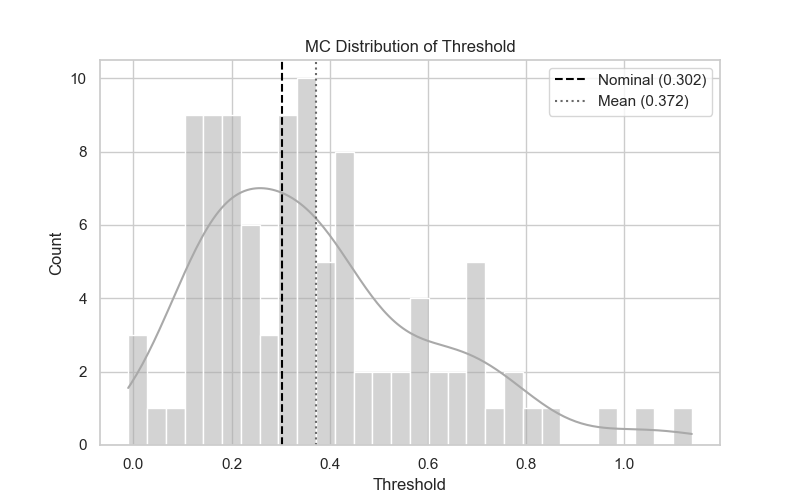 MC Distribution of Threshold
Nominal (0.302)
Mean (0.372)
Count
10
8
6
4
2
0
0.0 0.2 0.4 0.6 0.8 1.0
Threshold